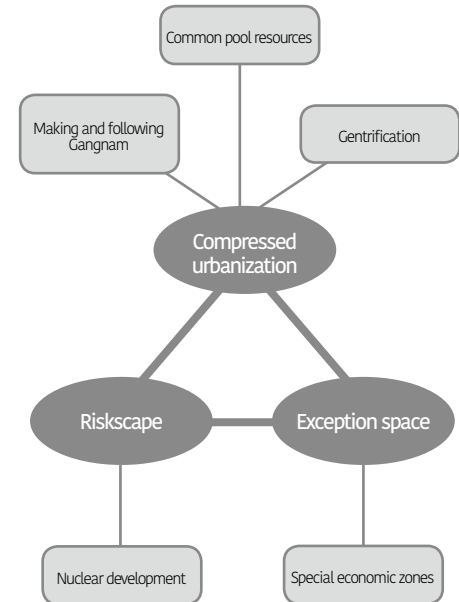 Common pool resources
Making and following
Gangnam
Gentrification
Compressed
urbanization
Riskscape
Exception space
Nuclear development
Special economic zones